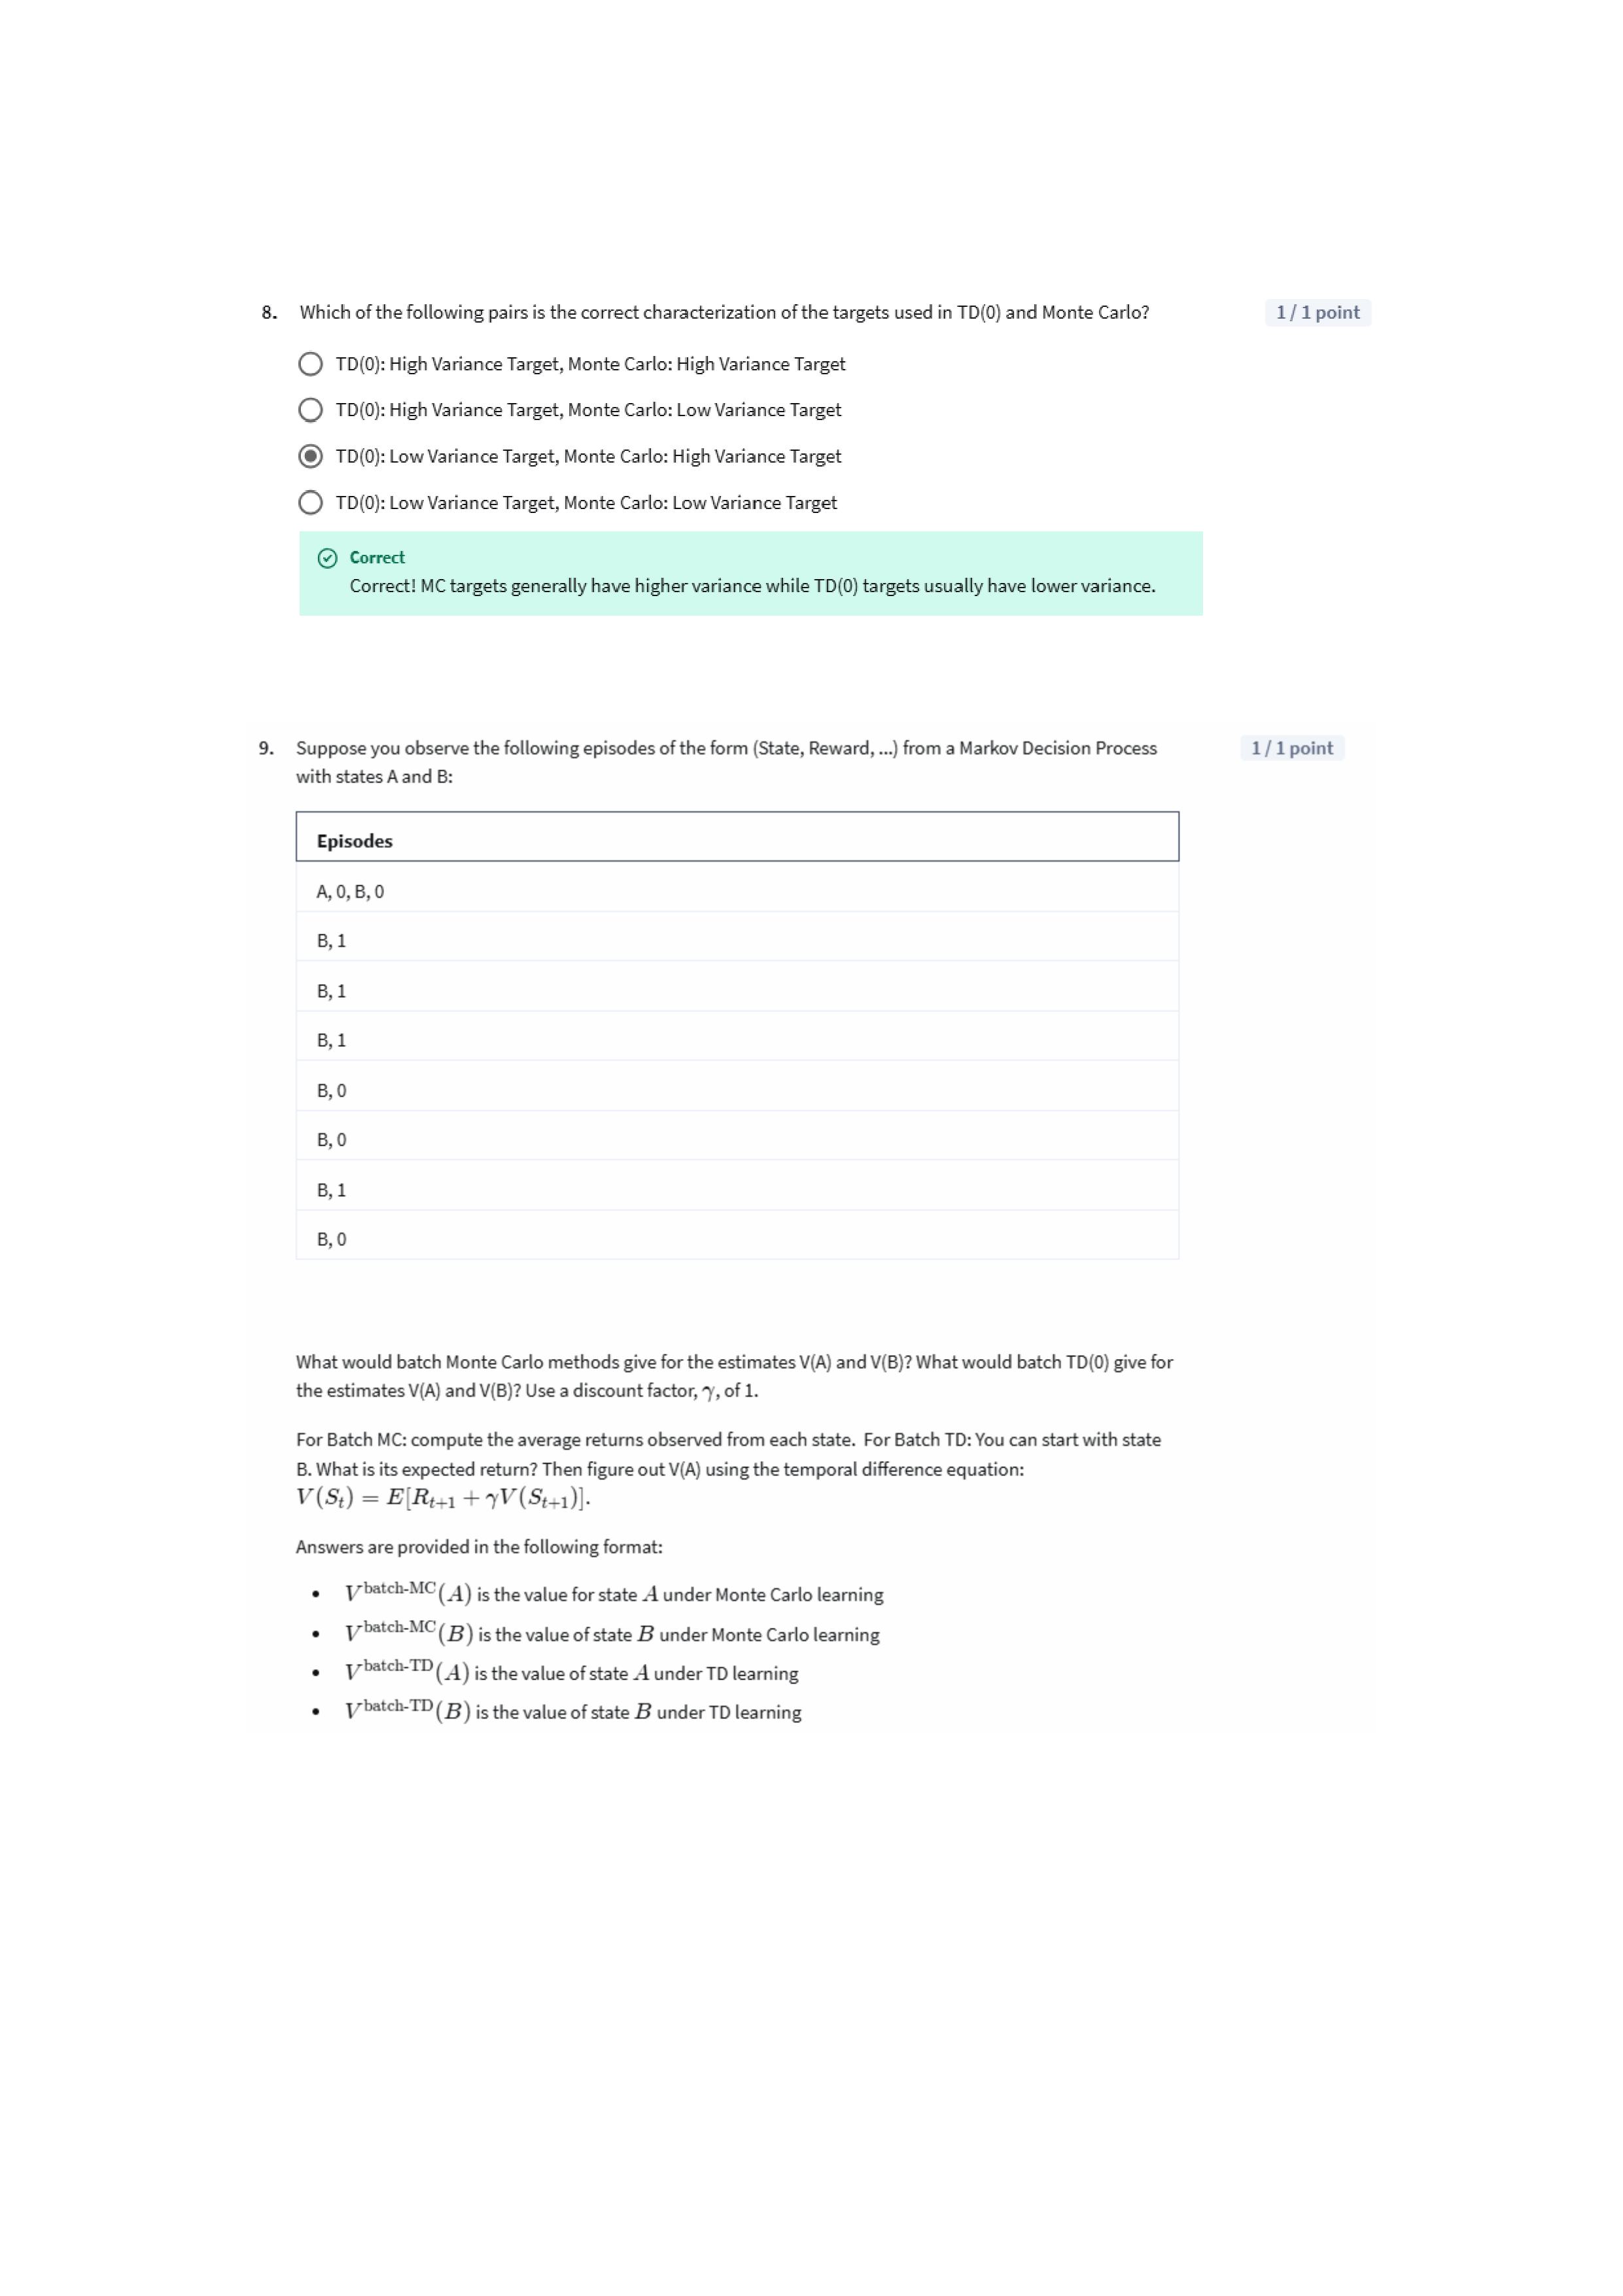 8. Which of the following pairs is the correct characterization of the targets used in TD(0) and Monte Carlo? 1 / 1 point
TD(0): High Variance Target, Monte Carlo: High Variance Target
TD(0): High Variance Target, Monte Carlo: Low Variance Target
TD(0): Low Variance Target, Monte Carlo: High Variance Target
TD(0): Low Variance Target, Monte Carlo: Low Variance Target
Correct
Correct! MC targets generally have higher variance while TD(0) targets usually have lower variance.
9. Suppose you observe the following episodes of the form (State, Reward, ...) from a Markov Decision Process 1 / 1 point
with states A and B:
Episodes
A, 0, B, 0
B, 1
B, 1
B, 1
B, 0
B, 0
B, 1
B, 0
What would batch Monte Carlo methods give for the estimates V(A) and V(B)? What would batch TD(0) give for
the estimates V(A) and V(B)? Use a discount factor, γ, of 1.
For Batch MC: compute the average returns observed from each state. For Batch TD: You can start with state
B. What is its expected return? Then figure out V(A) using the temporal difference equation:
V(S_t) = E[R_{t+1} + γV(S_{t+1})].
Answers are provided in the following format:
• V^{batch-MC}(A) is the value for state A under Monte Carlo learning
• V^{batch-MC}(B) is the value of state B under Monte Carlo learning
• V^{batch-TD}(A) is the value of state A under TD learning
• V^{batch-TD}(B) is the value of state B under TD learning